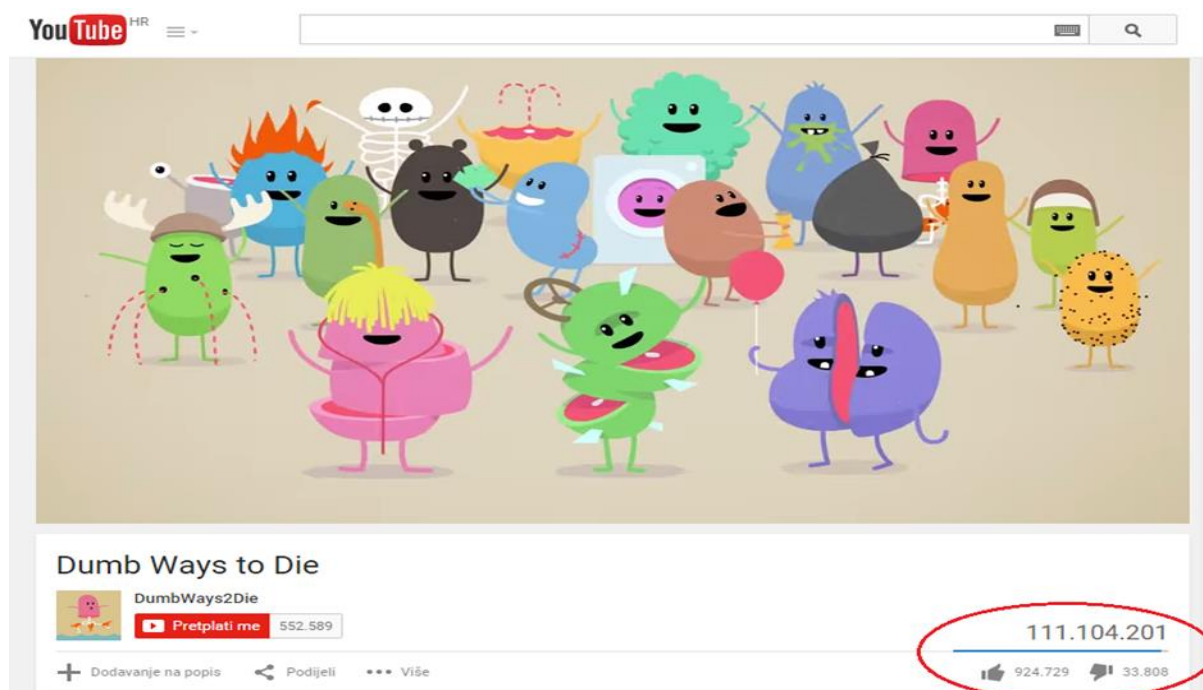 YouTube HR
Dumb Ways to Die
DumbWays2Die
Pretplati me 552.589
111.104.201
Dodavanje na popis Podijeli Više 924.729 33.808